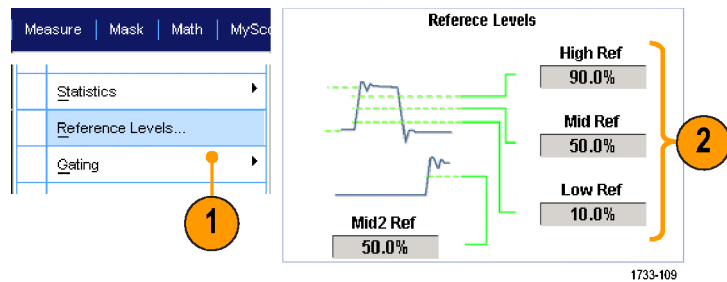 Measure | Mask | Math | MySco
Statistics
Reference Levels...
Gating
1
Referece Levels
High Ref
90.0%
Mid Ref
50.0%
Low Ref
10.0%
Mid2 Ref
50.0%
2
1733-109